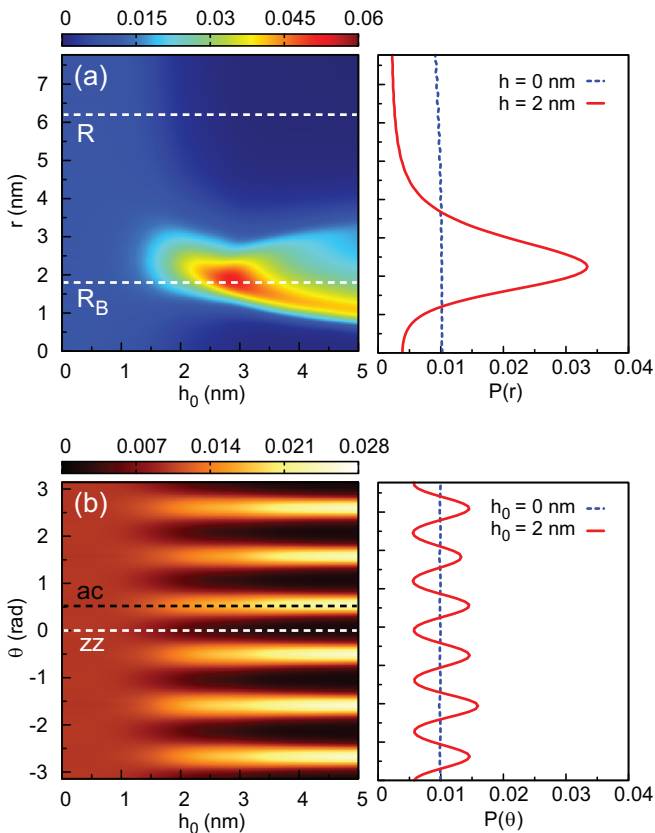 0 0.015 0.03 0.045 0.06
(a)
7
6
5
4
3
2
1
0
r (nm)
R
R_B
0 1 2 3 4 5
h_0 (nm)
h = 0 nm
h = 2 nm
0 0.01 0.02 0.03 0.04
P(r)
0 0.007 0.014 0.021 0.028
(b)
3
2
1
0
-1
-2
-3
θ (rad)
ac
zz
0 1 2 3 4 5
h_0 (nm)
h_0 = 0 nm
h_0 = 2 nm
0 0.01 0.02 0.03 0.04
P(θ)